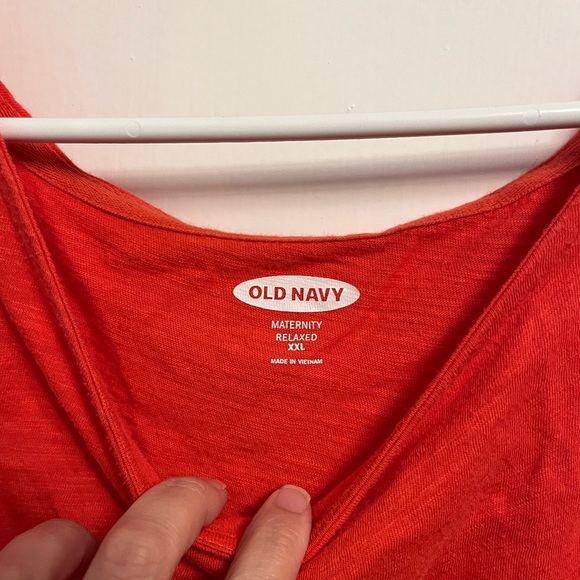 OLD NAVY
MATERNITY
RELAXED
XXL
MADE IN VIETNAM